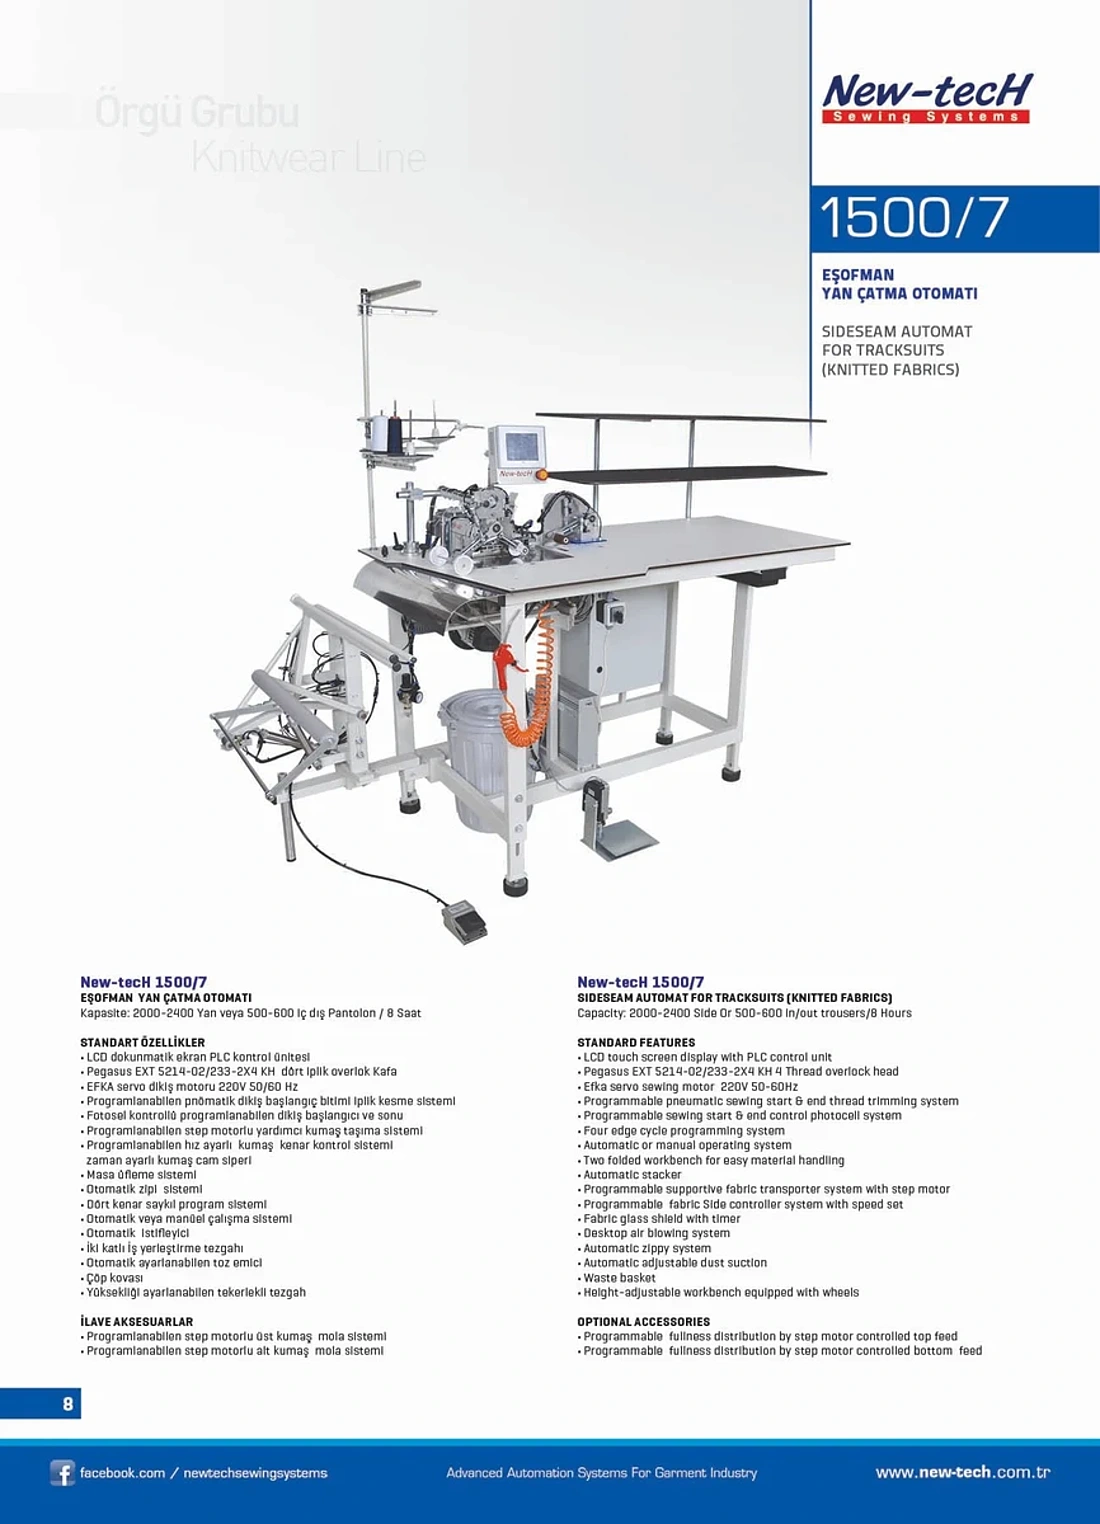 Örgü Grubu
Knitwear Line
New-tecH
Sewing Systems
1500/7
EŞOFMAN
YAN ÇATMA OTOMATI
SIDESEAM AUTOMAT
FOR TRACKSUITS
(KNITTED FABRICS)
New-tecH
New-tecH 1500/7
EŞOFMAN YAN ÇATMA OTOMATI
Kapasite: 2000-2400 Yan veya 500-600 İç dış Pantolon / 8 Saat
STANDART ÖZELLİKLER
• LCD dokunmatik ekran PLC kontrol ünitesi
• Pegasus EXT 5214-02/233-2X4 KH dört iplik overlok Kafa
• EFKA servo dikiş motoru 220V 50/60 Hz
• Programlanabilen pnömatik dikiş başlangıç bitimi iplik kesme sistemi
• Fotosel kontrollü programlanabilen dikiş başlangıcı ve sonu
• Programlanabilen step motorlu yardımcı kumaş taşıma sistemi
• Programlanabilen hız ayarlı kumaş kenar kontrol sistemi
zaman ayarlı kumaş cam siperi
• Masa üfleme sistemi
• Otomatik zipi sistemi
• Dört kenar saykıl program sistemi
• Otomatik veya manüel çalışma sistemi
• Otomatik istifleyici
• İki katlı İş yerleştirme tezgahı
• Otomatik ayarlanabilen toz emici
• Çöp kovası
• Yüksekliği ayarlanabilen tekerlekli tezgah
İLAVE AKSESUARLAR
• Programlanabilen step motorlu üst kumaş mola sistemi
• Programlanabilen step motorlu alt kumaş mola sistemi
New-tecH 1500/7
SIDESEAM AUTOMAT FOR TRACKSUITS (KNITTED FABRICS)
Capacity: 2000-2400 Side Or 500-600 in/out trousers/8 Hours
STANDARD FEATURES
• LCD touch screen display with PLC control unit
• Pegasus EXT 5214-02/233-2X4 KH 4 Thread overlock head
• Efka servo sewing motor 220V 50-60Hz
• Programmable pneumatic sewing start & end thread trimming system
• Programmable sewing start & end control photocell system
• Four edge cycle programming system
• Automatic or manual operating system
• Two folded workbench for easy material handling
• Automatic stacker
• Programmable supportive fabric transporter system with step motor
• Programmable fabric Side controller system with speed set
• Fabric glass shield with timer
• Desktop air blowing system
• Automatic zippy system
• Automatic adjustable dust suction
• Waste basket
• Height-adjustable workbench equipped with wheels
OPTIONAL ACCESSORIES
• Programmable fullness distribution by step motor controlled top feed
• Programmable fullness distribution by step motor controlled bottom feed
8
facebook.com / newtechsewingsystems
Advanced Automation Systems For Garment Industry
www.new-tech.com.tr